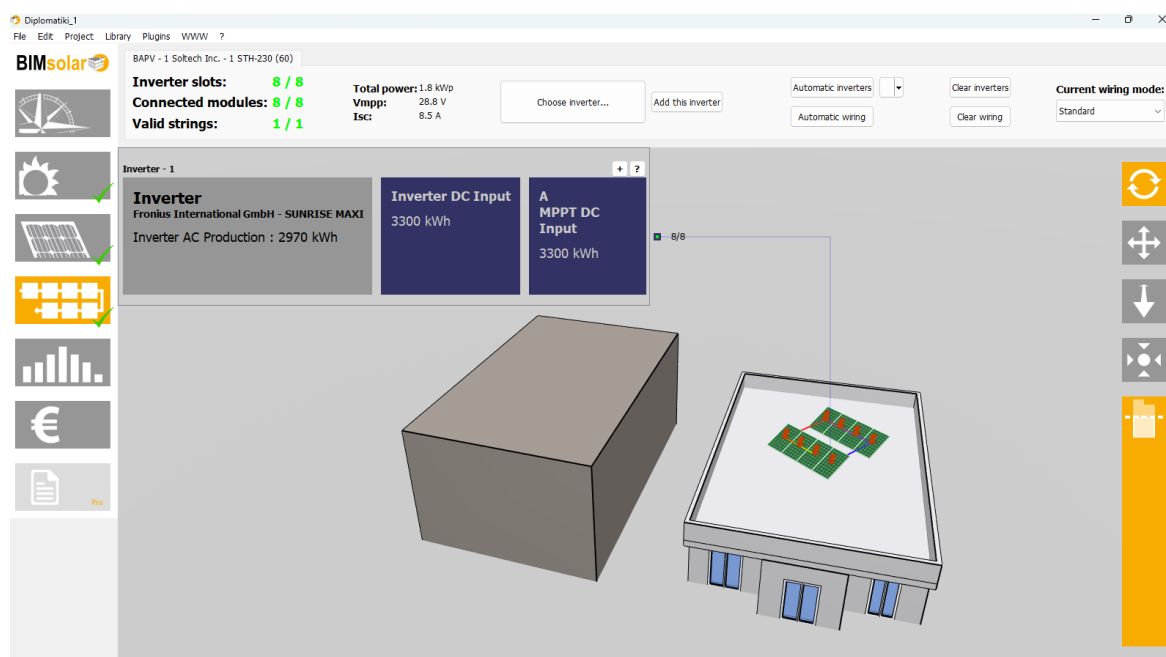 Diplomatiki_1
File Edit Project Library Plugins WWW ?
BIMsolar
BAPV - 1 Soltech Inc. - 1 STH-230 (60)
Inverter slots: 8 / 8
Connected modules: 8 / 8
Valid strings: 1 / 1
Total power: 1.8 kWp
Vmpp: 28.8 V
Isc: 8.5 A
Choose inverter...
Add this inverter
Automatic inverters
Automatic wiring
Clear inverters
Clear wiring
Current wiring mode:
Standard
Inverter - 1
+ ?
Inverter
Fronius International GmbH - SUNRISE MAXI
Inverter AC Production : 2970 kWh
Inverter DC Input
3300 kWh
A
MPPT DC
Input
3300 kWh
8/8
€
Pro